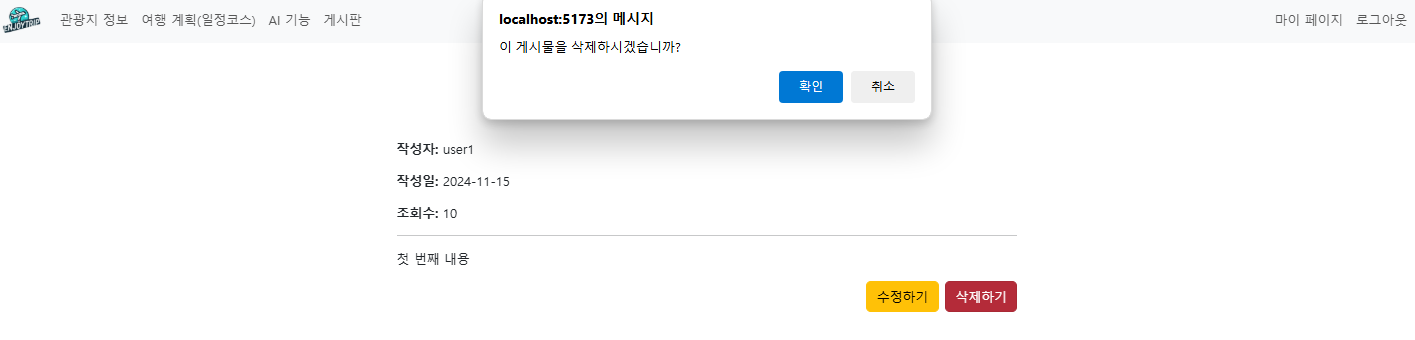 ENJOYTRIP
관광지 정보 여행 계획(일정코스) AI 기능 게시판
마이 페이지 로그아웃
localhost:5173의 메시지
이 게시물을 삭제하시겠습니까?
확인 취소
작성자: user1
작성일: 2024-11-15
조회수: 10
첫 번째 내용
수정하기 삭제하기